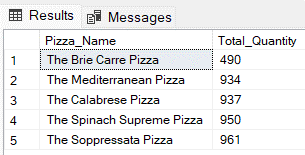 Results Messages
Pizza_Name Total_Quantity
1 The Brie Carre Pizza 490
2 The Mediterranean Pizza 934
3 The Calabrese Pizza 937
4 The Spinach Supreme Pizza 950
5 The Soppressata Pizza 961